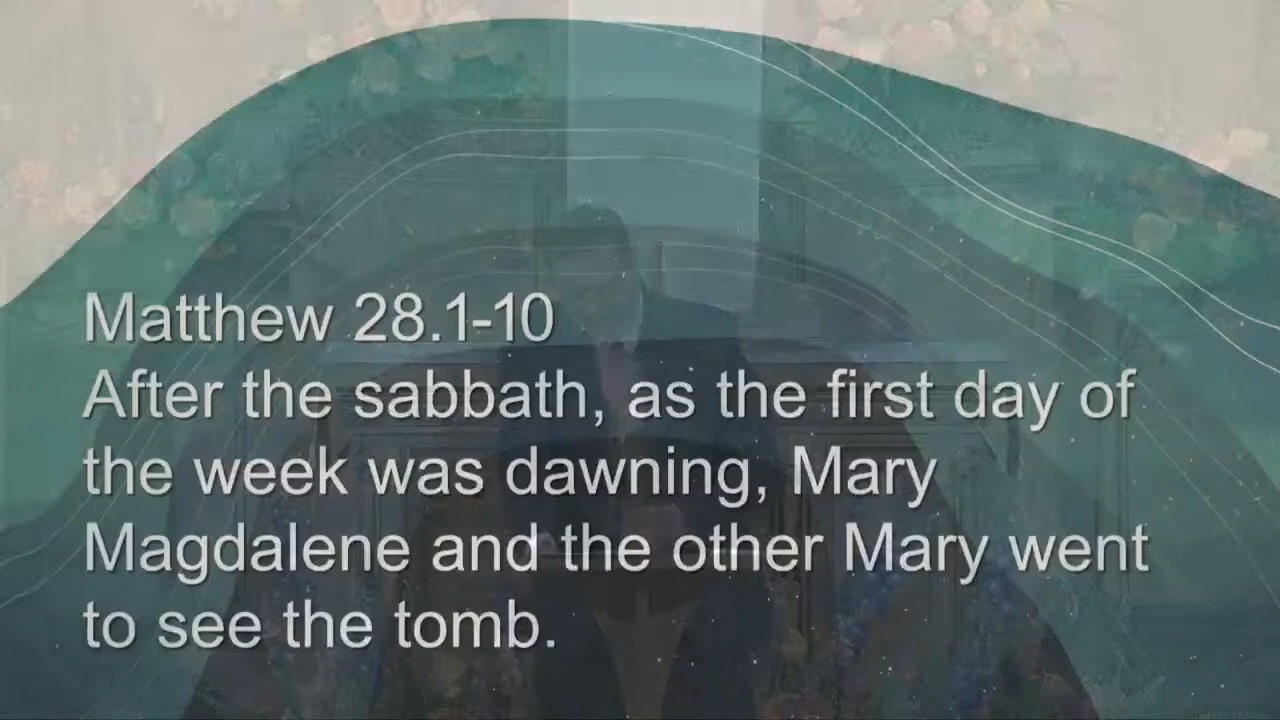 Matthew 28.1-10
After the sabbath, as the first day of
the week was dawning, Mary
Magdalene and the other Mary went
to see the tomb.